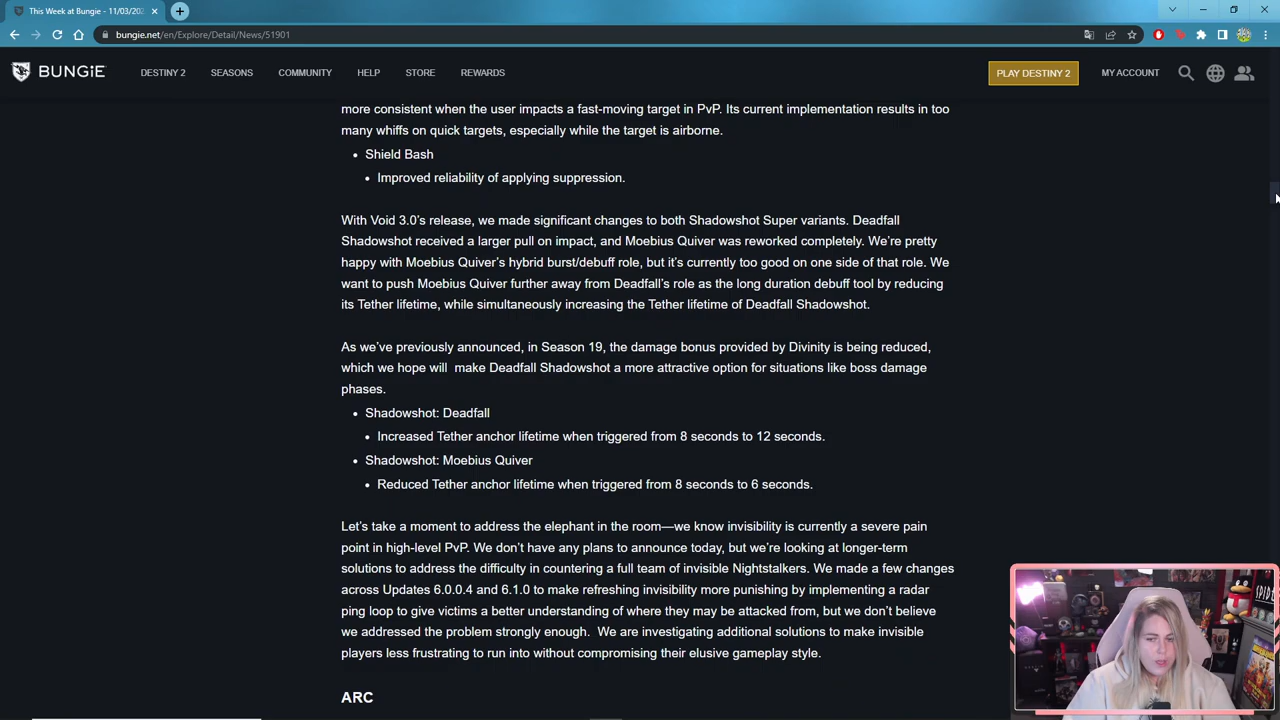 This Week at Bungie - 11/03/202
bungie.net/en/Explore/Detail/News/51901
BUNGiE
DESTINY 2
SEASONS
COMMUNITY
HELP
STORE
REWARDS
PLAY DESTINY 2
MY ACCOUNT
more consistent when the user impacts a fast-moving target in PvP. Its current implementation results in too
many whiffs on quick targets, especially while the target is airborne.
• Shield Bash
• Improved reliability of applying suppression.
With Void 3.0's release, we made significant changes to both Shadowshot Super variants. Deadfall
Shadowshot received a larger pull on impact, and Moebius Quiver was reworked completely. We're pretty
happy with Moebius Quiver's hybrid burst/debuff role, but it's currently too good on one side of that role. We
want to push Moebius Quiver further away from Deadfall's role as the long duration debuff tool by reducing
its Tether lifetime, while simultaneously increasing the Tether lifetime of Deadfall Shadowshot.
As we've previously announced, in Season 19, the damage bonus provided by Divinity is being reduced,
which we hope will  make Deadfall Shadowshot a more attractive option for situations like boss damage
phases.
• Shadowshot: Deadfall
• Increased Tether anchor lifetime when triggered from 8 seconds to 12 seconds.
• Shadowshot: Moebius Quiver
• Reduced Tether anchor lifetime when triggered from 8 seconds to 6 seconds.
Let's take a moment to address the elephant in the room—we know invisibility is currently a severe pain
point in high-level PvP. We don't have any plans to announce today, but we're looking at longer-term
solutions to address the difficulty in countering a full team of invisible Nightstalkers. We made a few changes
across Updates 6.0.0.4 and 6.1.0 to make refreshing invisibility more punishing by implementing a radar
ping loop to give victims a better understanding of where they may be attacked from, but we don't believe
we addressed the problem strongly enough.  We are investigating additional solutions to make invisible
players less frustrating to run into without compromising their elusive gameplay style.
ARC